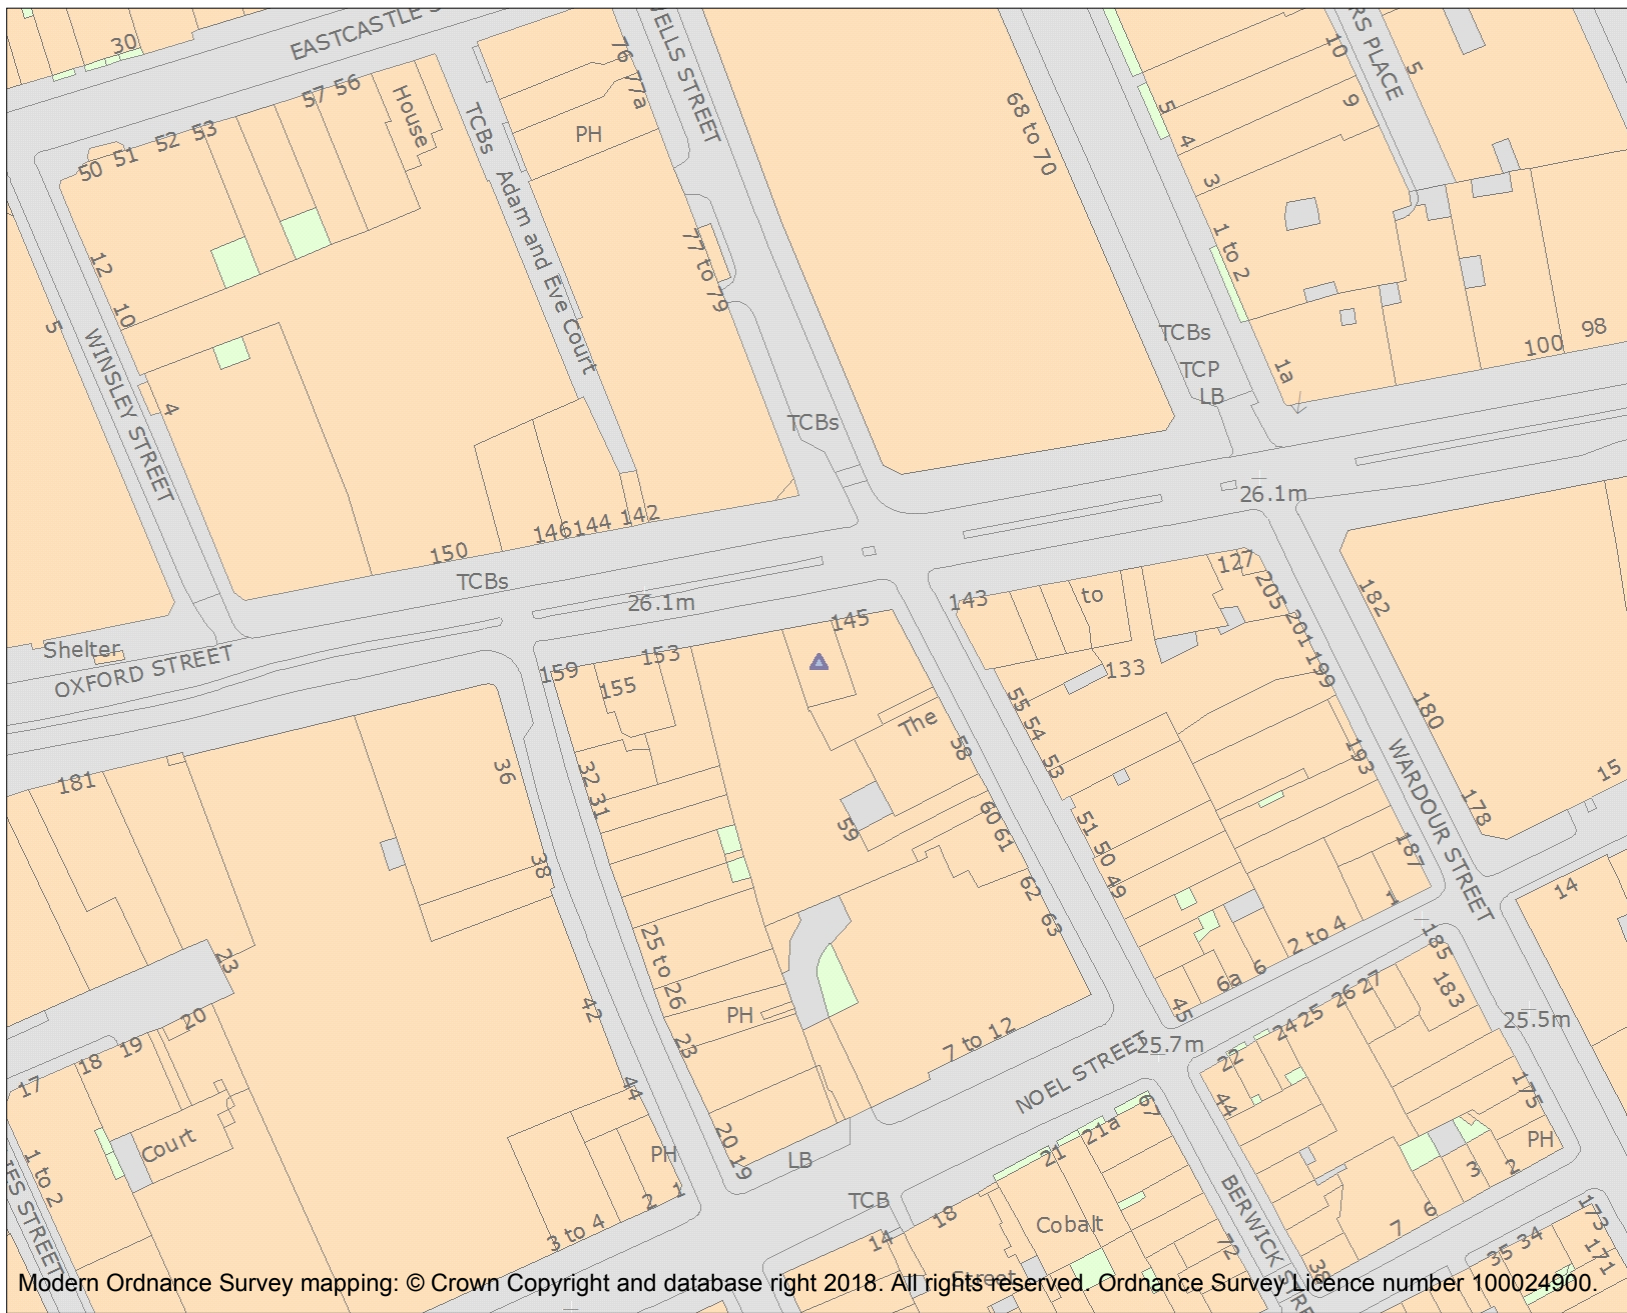 30
EASTCASTLE S
57 56
House
50 51 52 53
TCBs
Adam and Eve Court
76 77a
PH
WELLS STREET
77 to 79
68 to 70
RS PLACE
10
5
9
5
4
3
1 to 2
1a
TCBs
TCP
LB
100 98
12
10
5
WINSLEY STREET
4
TCBs
26.1m
146 144 142
150
TCBs
26.1m
Shelter
OXFORD STREET
145
143
to
127
205 201 199
182
159
153
155
133
The
55 54
53
58
180
193
WARDOUR STREET
15
178
181
36
32 31
59
60 61
51 50 49
187
38
62
63
1
14
2 to 4
6a 6
185
183
23
25 to 26
42
PH
23
7 to 12
45
24 25 26 27
25.5m
20
18 19
17
NOEL STREET
25.7m
22
44
44
67
175
PH
Court
1 to 2
IES STREET
PH
20 19
LB
21 21a
3 2
2 1
3 to 4
TCB
18
14
Cobalt
BERWICK STRE
7 6
72
38
35 34
173
171
Street
Modern Ordnance Survey mapping: © Crown Copyright and database right 2018. All rights reserved. Ordnance Survey Licence number 100024900.